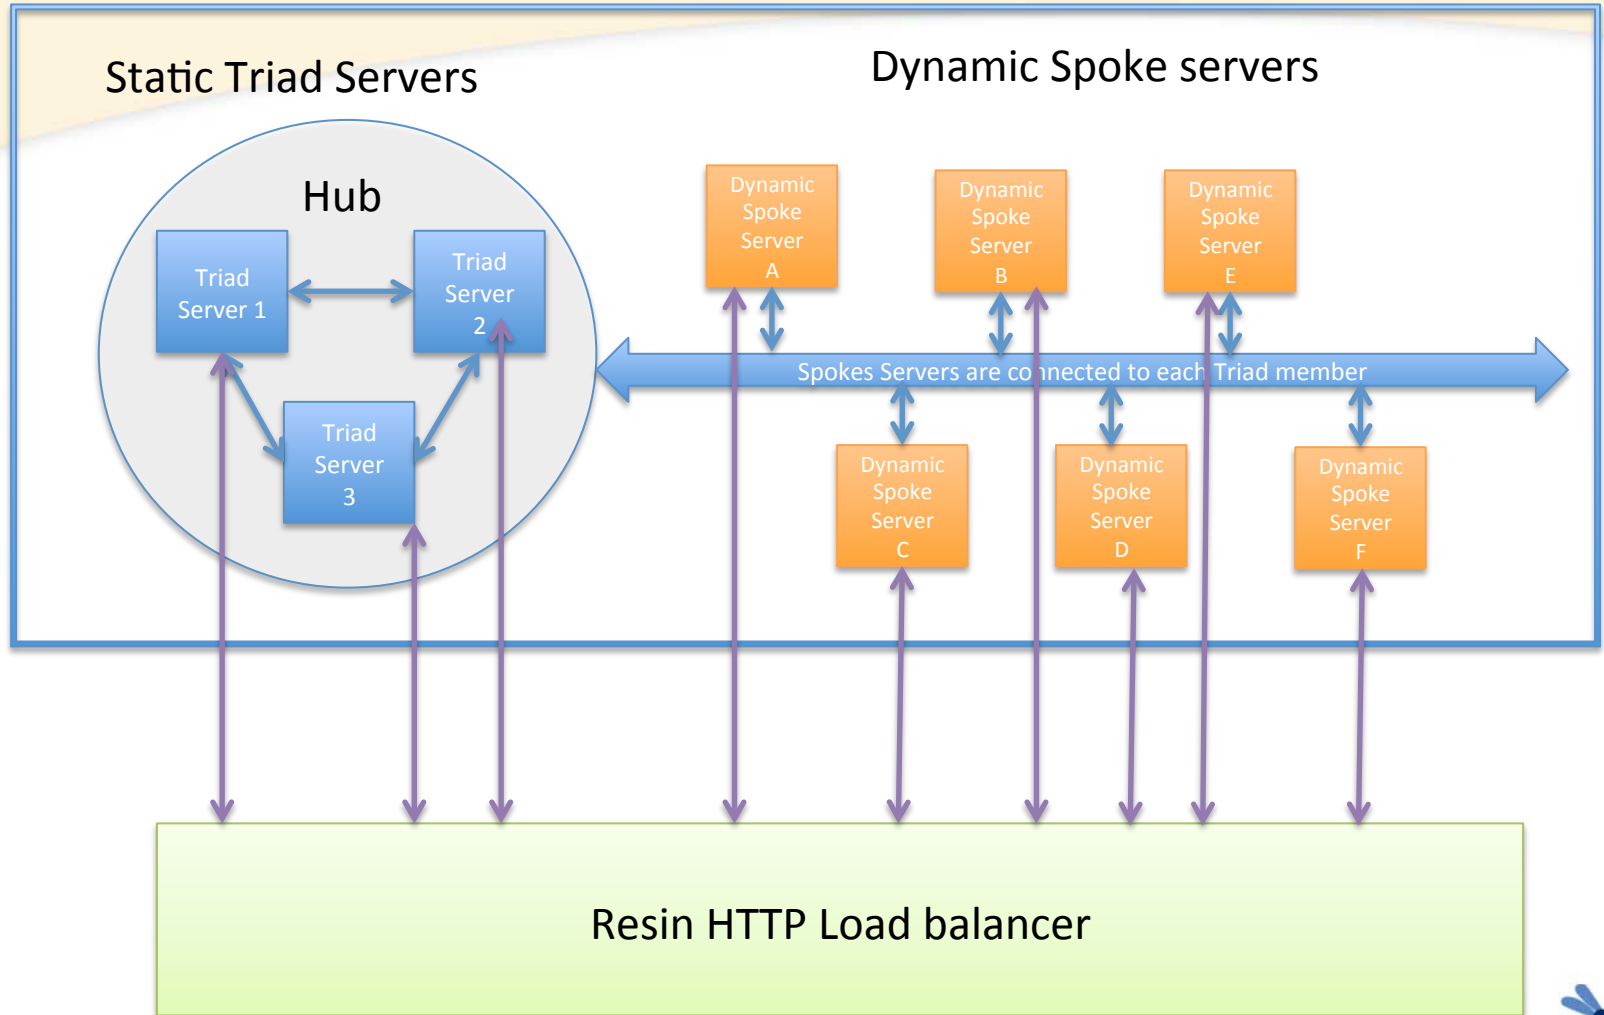 Static Triad Servers
Dynamic Spoke servers
Hub
Triad
Server 1
Triad
Server
2
Triad
Server
3
Dynamic
Spoke
Server
A
Dynamic
Spoke
Server
B
Dynamic
Spoke
Server
E
Spokes Servers are connected to each Triad member
Dynamic
Spoke
Server
C
Dynamic
Spoke
Server
D
Dynamic
Spoke
Server
F
Resin HTTP Load balancer